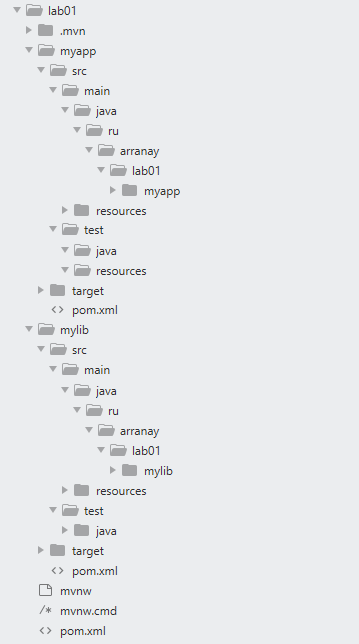 lab01
.mvn
myapp
src
main
java
ru
arranay
lab01
myapp
resources
test
java
resources
target
<> pom.xml
mylib
src
main
java
ru
arranay
lab01
mylib
resources
test
java
target
<> pom.xml
mvnw
/* mvnw.cmd
<> pom.xml